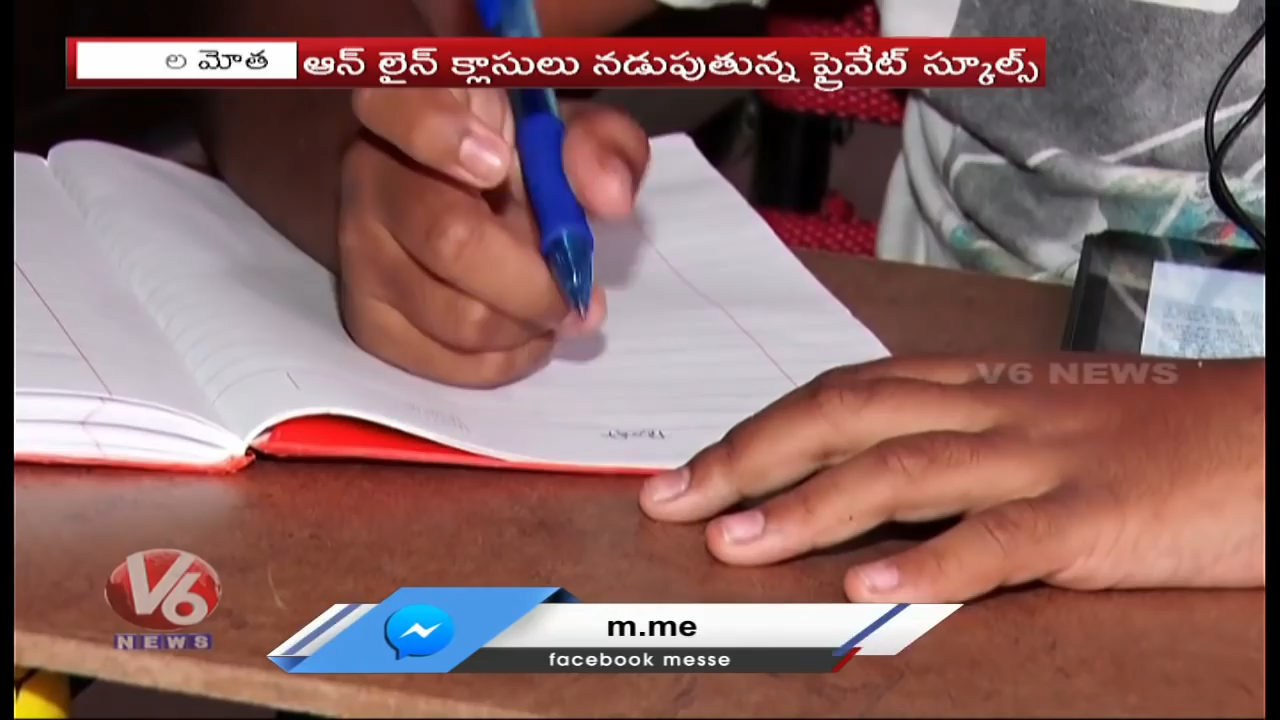 ల మోత ఆన్ లైన్ క్లాసులు నడుపుతున్న ప్రైవేట్ స్కూల్స్
V6 NEWS
V6
NEWS
m.me
facebook messe